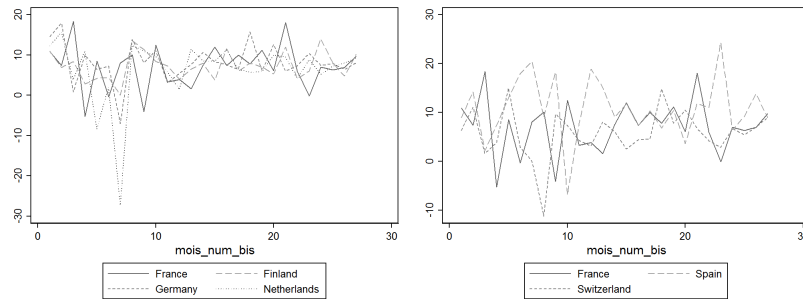 20
10
0
-10
-20
-30
0
10
20
30
mois_num_bis
France
Finland
Germany
Netherlands
30
20
10
0
-10
0
10
20
30
mois_num_bis
France
Spain
Switzerland